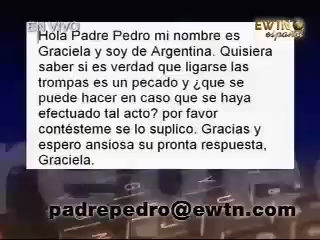 EN VIVO
EWTN
español
Hola Padre Pedro mi nombre es
Graciela y soy de Argentina. Quisiera
saber si es verdad que ligarse las
trompas es un pecado y ¿que se
puede hacer en caso que se haya
efectuado tal acto? por favor
contésteme se lo suplico. Gracias y
espero ansiosa su pronta respuesta,
Graciela.
padrepedro@ewtn.com